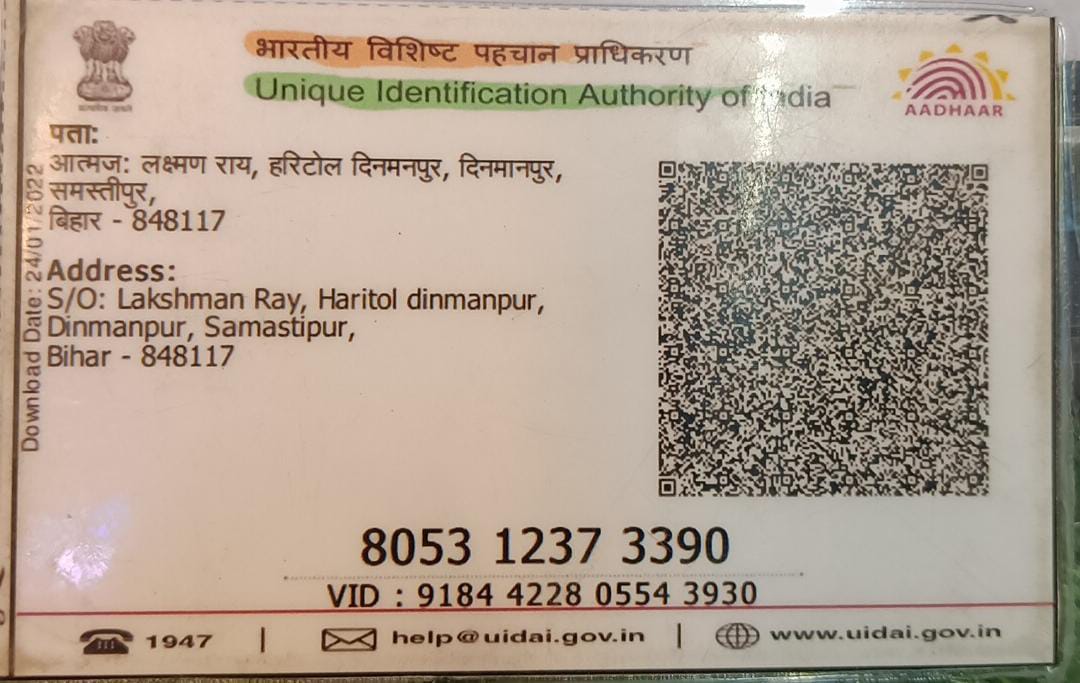 भारतीय विशिष्ट पहचान प्राधिकरण
Unique Identification Authority of India
AADHAAR
पता:
आत्मज: लक्ष्मण राय, हरिटोल दिनमनपुर, दिनमानपुर,
समस्तीपुर,
बिहार - 848117
Address:
S/O: Lakshman Ray, Haritol dinmanpur,
Dinmanpur, Samastipur,
Bihar - 848117
Download Date: 24/01/2022
8053 1237 3390
VID : 9184 4228 0554 3930
1947 | help@uidai.gov.in | www.uidai.gov.in